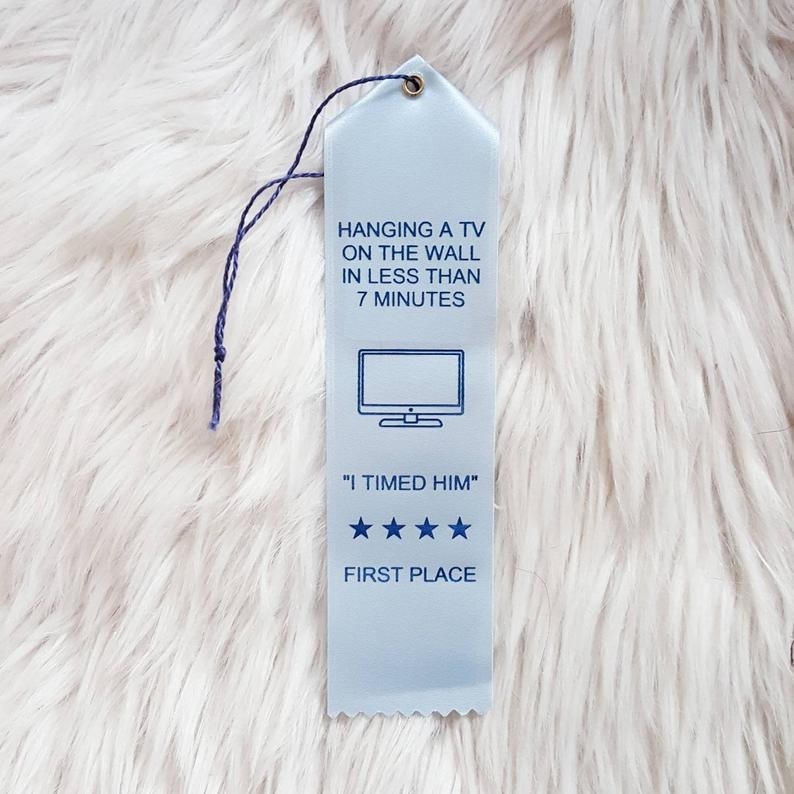 HANGING A TV
ON THE WALL
IN LESS THAN
7 MINUTES
"I TIMED HIM"
FIRST PLACE